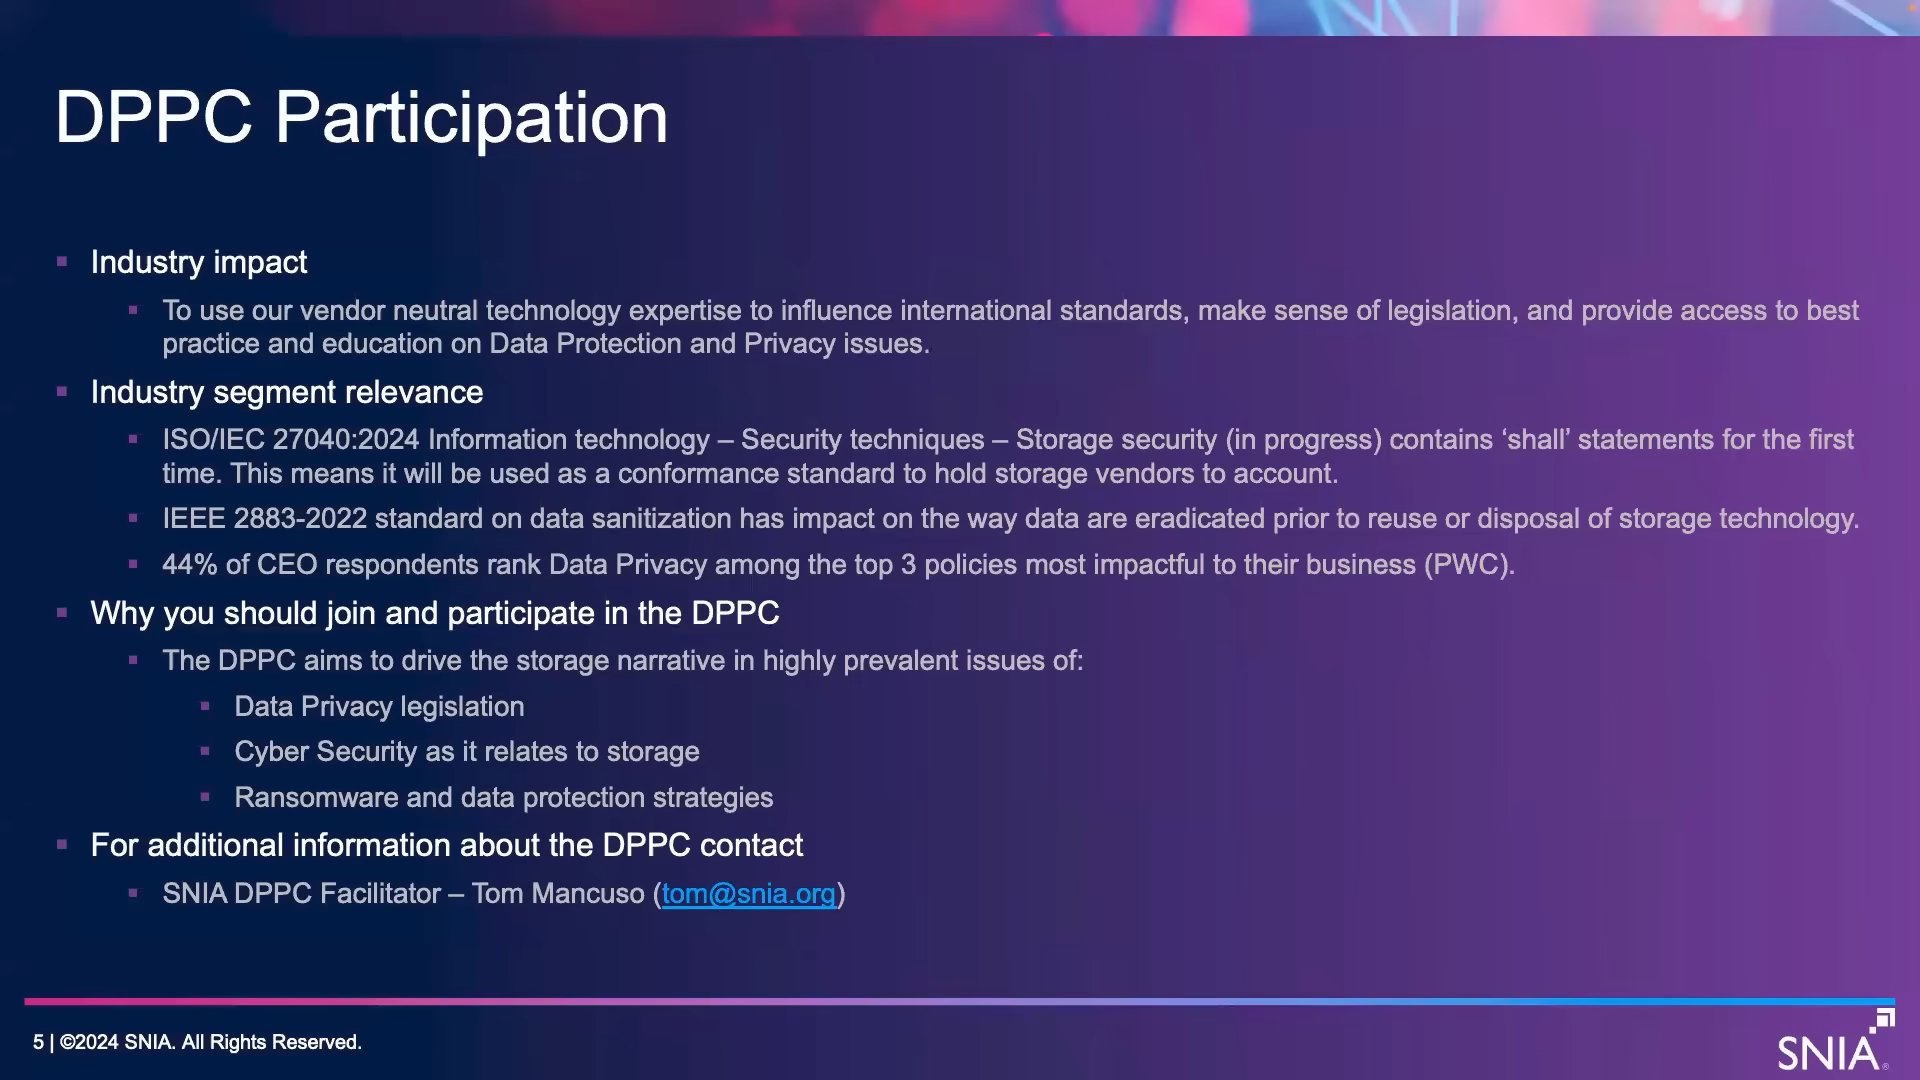 DPPC Participation
Industry impact
To use our vendor neutral technology expertise to influence international standards, make sense of legislation, and provide access to best
practice and education on Data Protection and Privacy issues.
Industry segment relevance
ISO/IEC 27040:2024 Information technology – Security techniques – Storage security (in progress) contains ‘shall’ statements for the first
time. This means it will be used as a conformance standard to hold storage vendors to account.
IEEE 2883-2022 standard on data sanitization has impact on the way data are eradicated prior to reuse or disposal of storage technology.
44% of CEO respondents rank Data Privacy among the top 3 policies most impactful to their business (PWC).
Why you should join and participate in the DPPC
The DPPC aims to drive the storage narrative in highly prevalent issues of:
Data Privacy legislation
Cyber Security as it relates to storage
Ransomware and data protection strategies
For additional information about the DPPC contact
SNIA DPPC Facilitator – Tom Mancuso (tom@snia.org)
5 | ©2024 SNIA. All Rights Reserved.
SNIA®